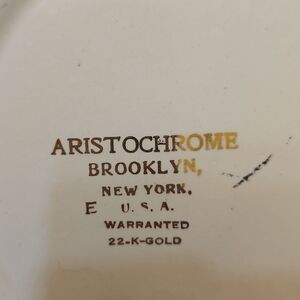 ARISTOCHROME
BROOKLYN,
NEW YORK.
E U. S. A.
WARRANTED
22-K-GOLD